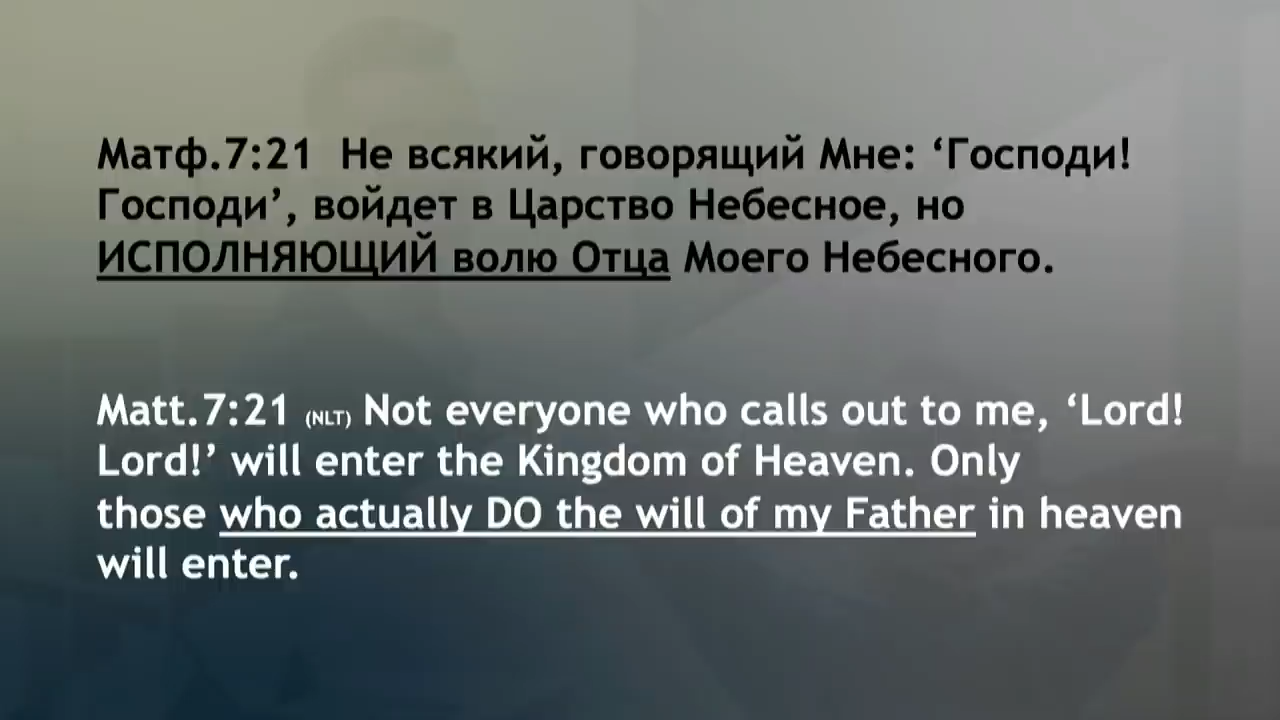 Матф.7:21  Не всякий, говорящий Мне: ‘Господи!
Господи’, войдет в Царство Небесное, но
ИСПОЛНЯЮЩИЙ волю Отца Моего Небесного.
Matt.7:21 (NLT) Not everyone who calls out to me, ‘Lord!
Lord!’ will enter the Kingdom of Heaven. Only
those who actually DO the will of my Father in heaven
will enter.